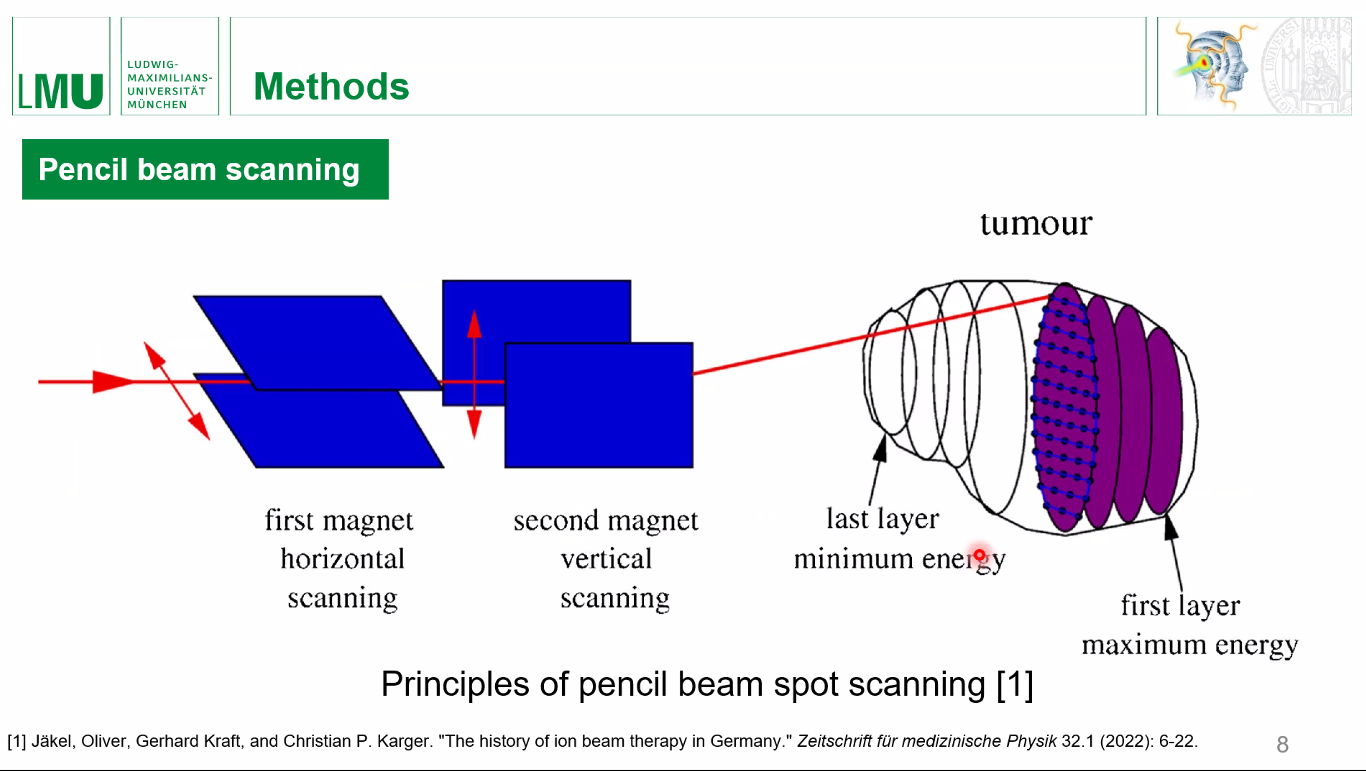 LMU
LUDWIG-
MAXIMILIANS-
UNIVERSITÄT
MÜNCHEN
Methods
Pencil beam scanning
tumour
first magnet
horizontal
scanning
second magnet
vertical
scanning
last layer
minimum energy
first layer
maximum energy
Principles of pencil beam spot scanning [1]
[1] Jäkel, Oliver, Gerhard Kraft, and Christian P. Karger. "The history of ion beam therapy in Germany." Zeitschrift für medizinische Physik 32.1 (2022): 6-22.
8